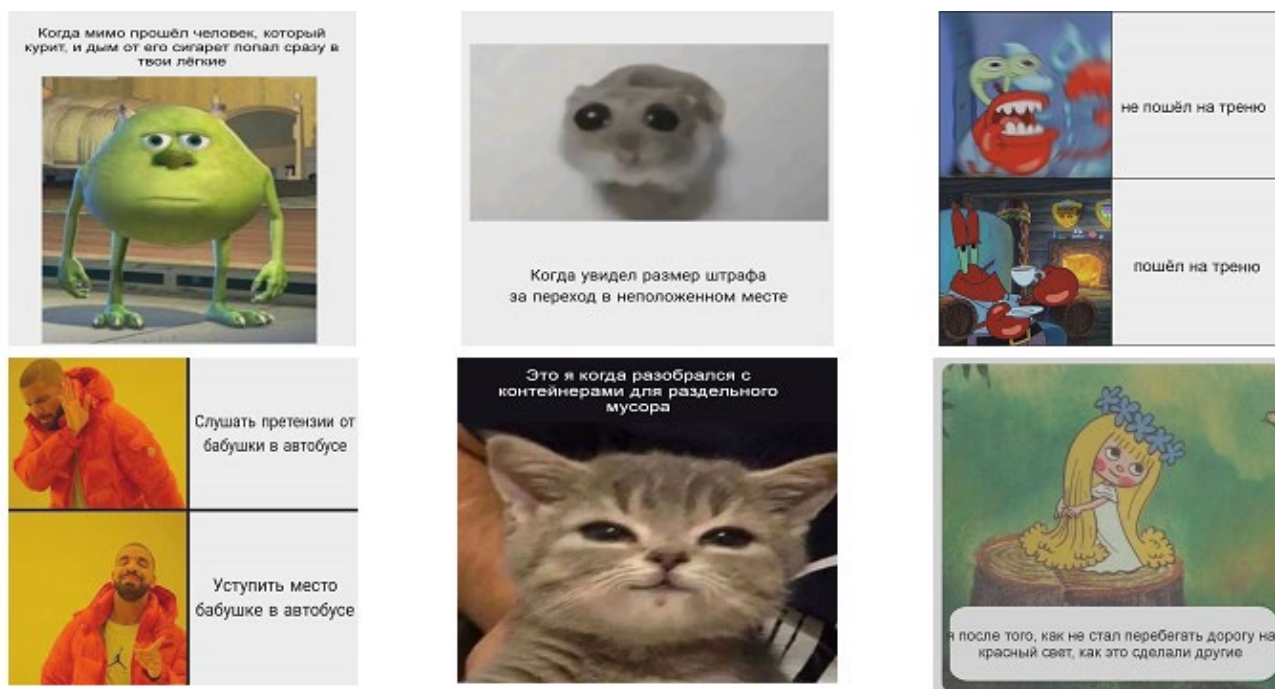 Когда мимо прошёл человек, который
курит, и дым от его сигарет попал сразу в
твои лёгкие
Когда увидел размер штрафа
за переход в неположенном месте
не пошёл на треню
пошёл на треню
Слушать претензии от
бабушки в автобусе
Уступить место
бабушке в автобусе
Это я когда разобрался с
контейнерами для раздельного
мусора
я после того, как не стал перебегать дорогу на
красный свет, как это сделали другие